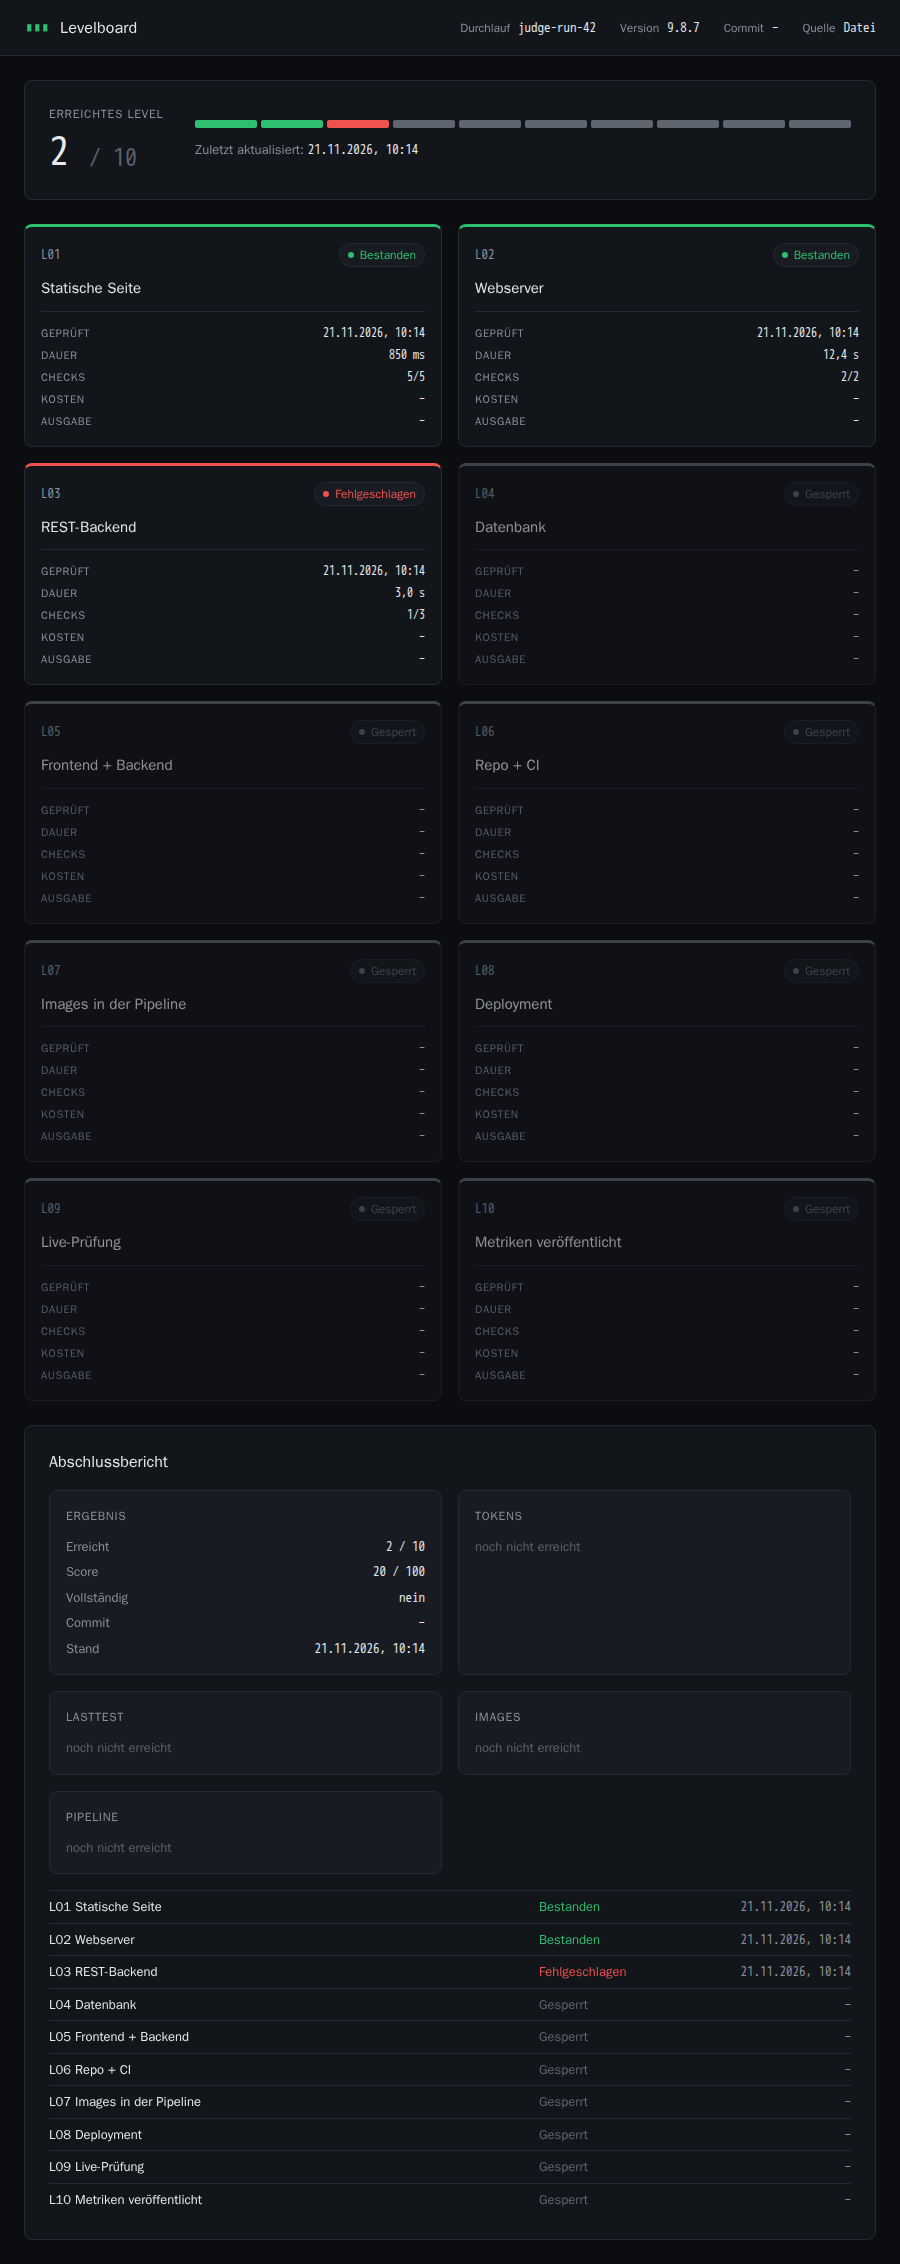 Levelboard Durchlauf judge-run-42 Version 9.8.7 Commit – Quelle Datei
ERREICHTES LEVEL
2 / 10
Zuletzt aktualisiert: 21.11.2026, 10:14
L01 Bestanden
Statische Seite
GEPRÜFT 21.11.2026, 10:14
DAUER 850 ms
CHECKS 5/5
KOSTEN –
AUSGABE –
L02 Bestanden
Webserver
GEPRÜFT 21.11.2026, 10:14
DAUER 12,4 s
CHECKS 2/2
KOSTEN –
AUSGABE –
L03 Fehlgeschlagen
REST-Backend
GEPRÜFT 21.11.2026, 10:14
DAUER 3,0 s
CHECKS 1/3
KOSTEN –
AUSGABE –
L04 Gesperrt
Datenbank
GEPRÜFT –
DAUER –
CHECKS –
KOSTEN –
AUSGABE –
L05 Gesperrt
Frontend + Backend
GEPRÜFT –
DAUER –
CHECKS –
KOSTEN –
AUSGABE –
L06 Gesperrt
Repo + CI
GEPRÜFT –
DAUER –
CHECKS –
KOSTEN –
AUSGABE –
L07 Gesperrt
Images in der Pipeline
GEPRÜFT –
DAUER –
CHECKS –
KOSTEN –
AUSGABE –
L08 Gesperrt
Deployment
GEPRÜFT –
DAUER –
CHECKS –
KOSTEN –
AUSGABE –
L09 Gesperrt
Live-Prüfung
GEPRÜFT –
DAUER –
CHECKS –
KOSTEN –
AUSGABE –
L10 Gesperrt
Metriken veröffentlicht
GEPRÜFT –
DAUER –
CHECKS –
KOSTEN –
AUSGABE –
Abschlussbericht
ERGEBNIS
Erreicht 2 / 10
Score 20 / 100
Vollständig nein
Commit –
Stand 21.11.2026, 10:14
TOKENS
noch nicht erreicht
LASTTEST
noch nicht erreicht
IMAGES
noch nicht erreicht
PIPELINE
noch nicht erreicht
L01 Statische Seite Bestanden 21.11.2026, 10:14
L02 Webserver Bestanden 21.11.2026, 10:14
L03 REST-Backend Fehlgeschlagen 21.11.2026, 10:14
L04 Datenbank Gesperrt –
L05 Frontend + Backend Gesperrt –
L06 Repo + CI Gesperrt –
L07 Images in der Pipeline Gesperrt –
L08 Deployment Gesperrt –
L09 Live-Prüfung Gesperrt –
L10 Metriken veröffentlicht Gesperrt –